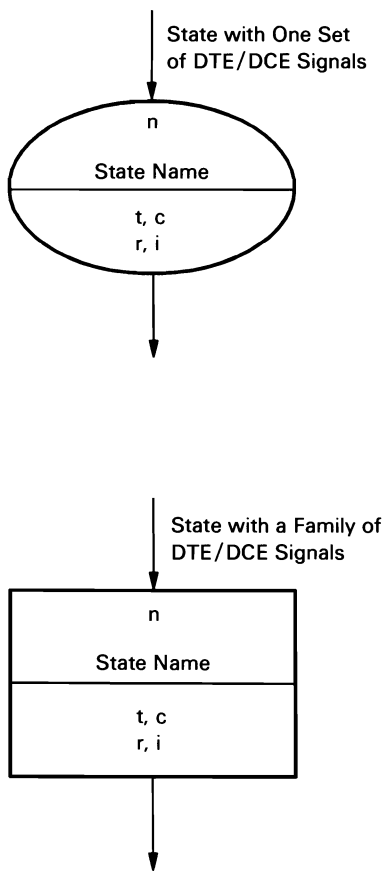 State with One Set
of DTE/DCE Signals
n
State Name
t, c
r, i
State with a Family of
DTE/DCE Signals
n
State Name
t, c
r, i